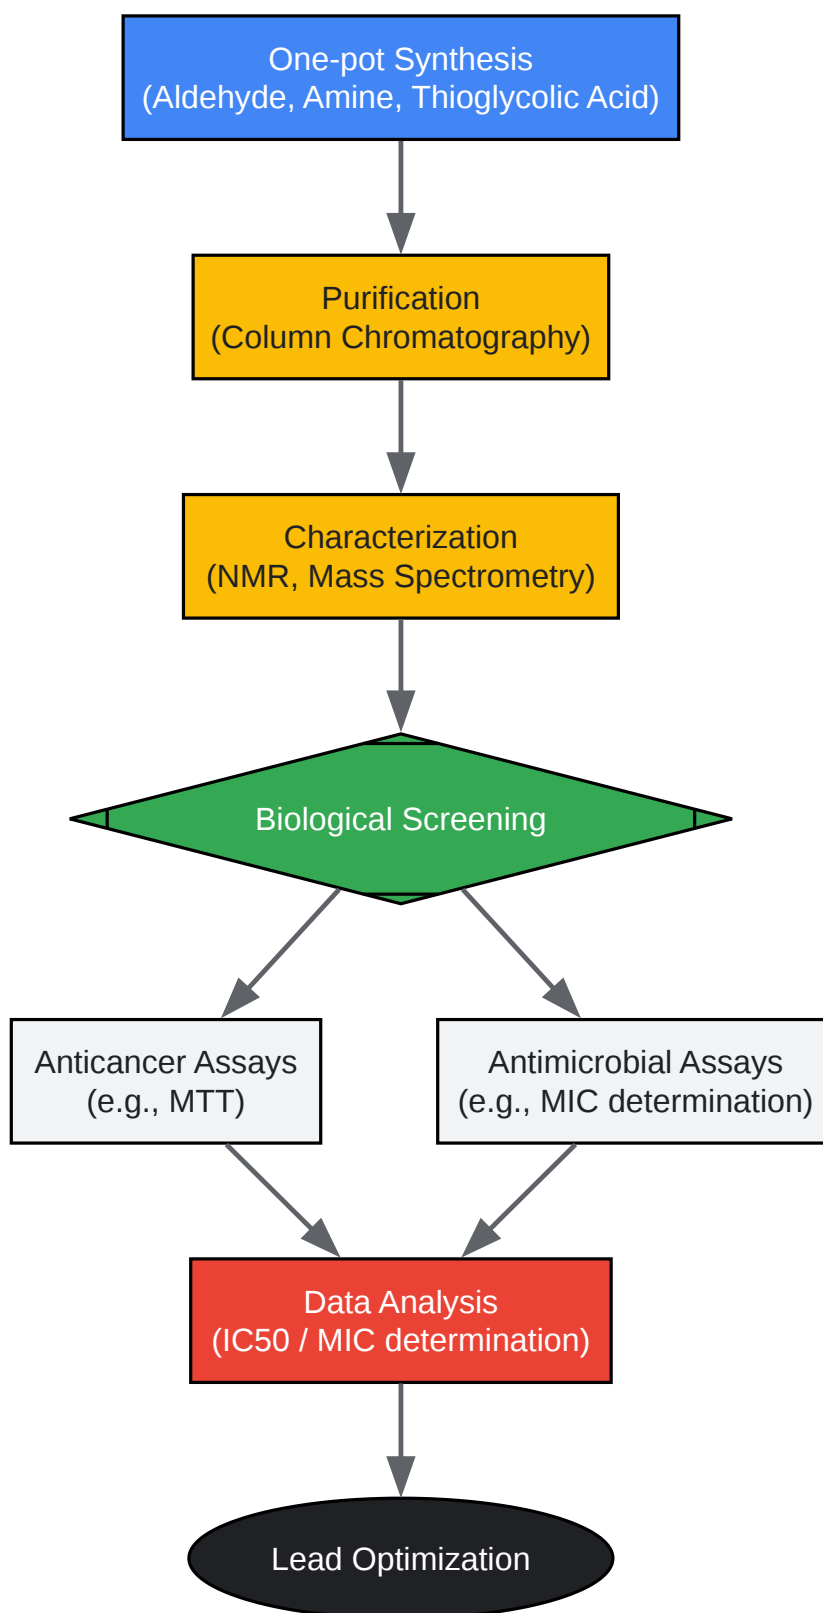 One-pot Synthesis
(Aldehyde, Amine, Thioglycolic Acid)
Purification
(Column Chromatography)
Characterization
(NMR, Mass Spectrometry)
Biological Screening
Anticancer Assays
(e.g., MTT)
Antimicrobial Assays
(e.g., MIC determination)
Data Analysis
(IC50 / MIC determination)
Lead Optimization